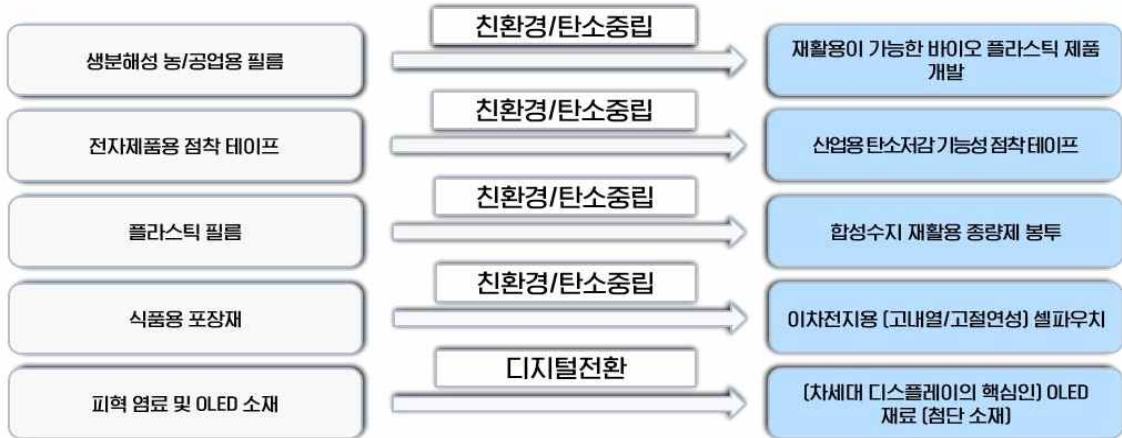 친환경/탄소중립
생분해성 농/공업용 필름
재활용이 가능한 바이오 플라스틱 제품
개발
친환경/탄소중립
전자제품용 점착 테이프
산업용 탄소저감 기능성 점착 테이프
친환경/탄소중립
플라스틱 필름
합성수지 재활용 종량제 봉투
친환경/탄소중립
식품용 포장재
이차전지용 (고내열/고절연성) 셀파우치
디지털전환
피혁 염료 및 OLED 소재
(차세대 디스플레이의 핵심인) OLED
재료 (첨단 소재)